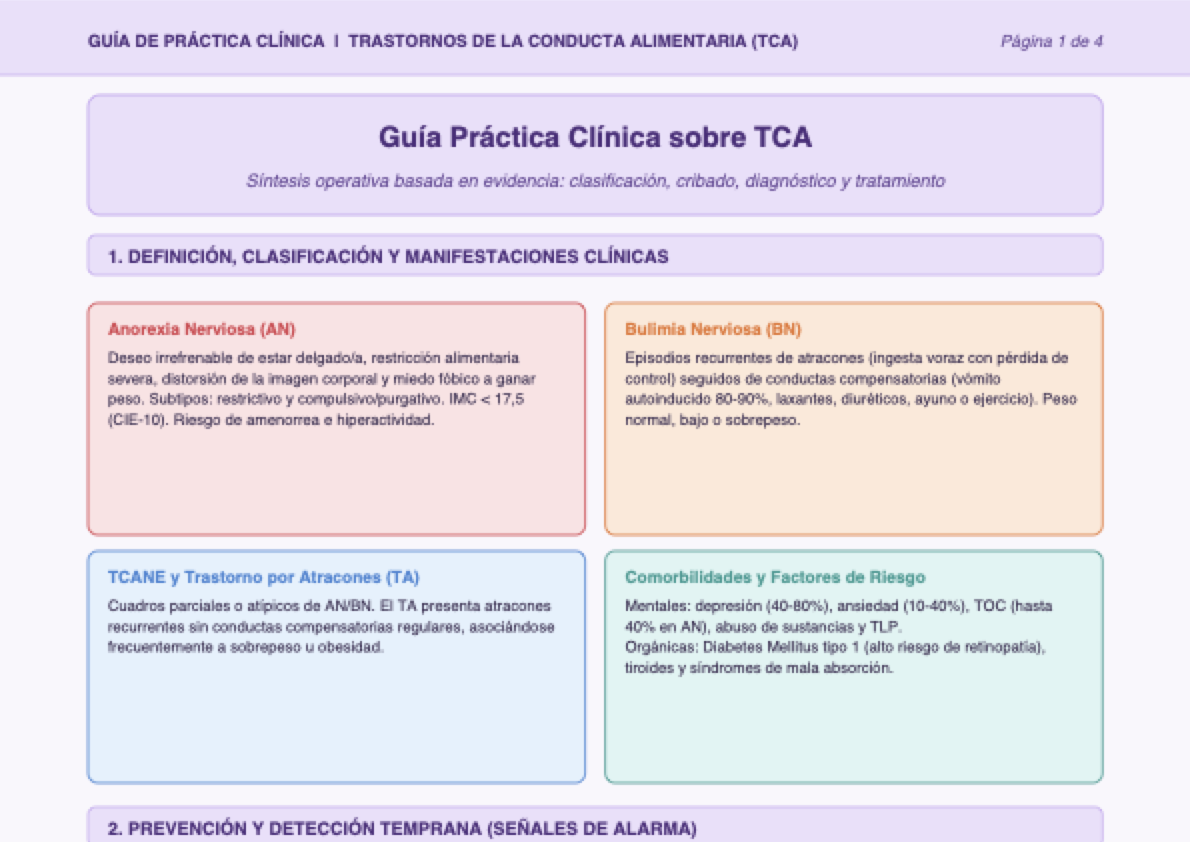 GUÍA DE PRÁCTICA CLÍNICA | TRASTORNOS DE LA CONDUCTA ALIMENTARIA (TCA)
Página 1 de 4
Guía Práctica Clínica sobre TCA
Síntesis operativa basada en evidencia: clasificación, cribado, diagnóstico y tratamiento
1. DEFINICIÓN, CLASIFICACIÓN Y MANIFESTACIONES CLÍNICAS
Anorexia Nerviosa (AN)
Deseo irrefrenable de estar delgado/a, restricción alimentaria
severa, distorsión de la imagen corporal y miedo fóbico a ganar
peso. Subtipos: restrictivo y compulsivo/purgativo. IMC < 17,5
(CIE-10). Riesgo de amenorrea e hiperactividad.
Bulimia Nerviosa (BN)
Episodios recurrentes de atracones (ingesta voraz con pérdida de
control) seguidos de conductas compensatorias (vómito
autoinducido 80-90%, laxantes, diuréticos, ayuno o ejercicio). Peso
normal, bajo o sobrepeso.
TCANE y Trastorno por Atracones (TA)
Cuadros parciales o atípicos de AN/BN. El TA presenta atracones
recurrentes sin conductas compensatorias regulares, asociándose
frecuentemente a sobrepeso u obesidad.
Comorbilidades y Factores de Riesgo
Mentales: depresión (40-80%), ansiedad (10-40%), TOC (hasta
40% en AN), abuso de sustancias y TLP.
Orgánicas: Diabetes Mellitus tipo 1 (alto riesgo de retinopatía),
tiroides y síndromes de mala absorción.
2. PREVENCIÓN Y DETECCIÓN TEMPRANA (SEÑALES DE ALARMA)